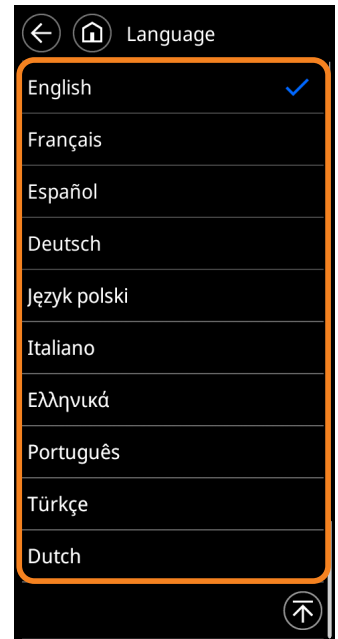 Language
English
Français
Español
Deutsch
Język polski
Italiano
Ελληνικά
Português
Türkçe
Dutch